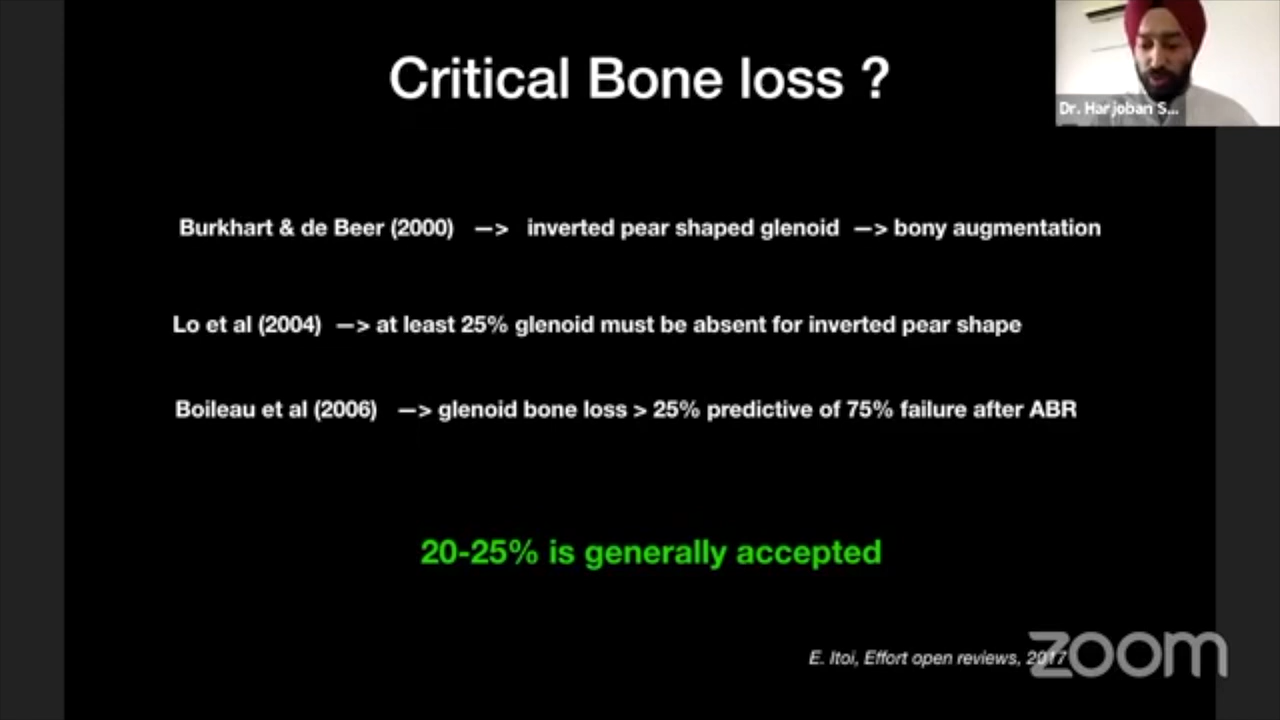 Critical Bone loss ?
Dr. Harjoban S...
Burkhart & de Beer (2000) —> inverted pear shaped glenoid —> bony augmentation
Lo et al (2004) —> at least 25% glenoid must be absent for inverted pear shape
Boileau et al (2006) —> glenoid bone loss > 25% predictive of 75% failure after ABR
20-25% is generally accepted
E. Itoi, Effort open reviews, 2017
zoom